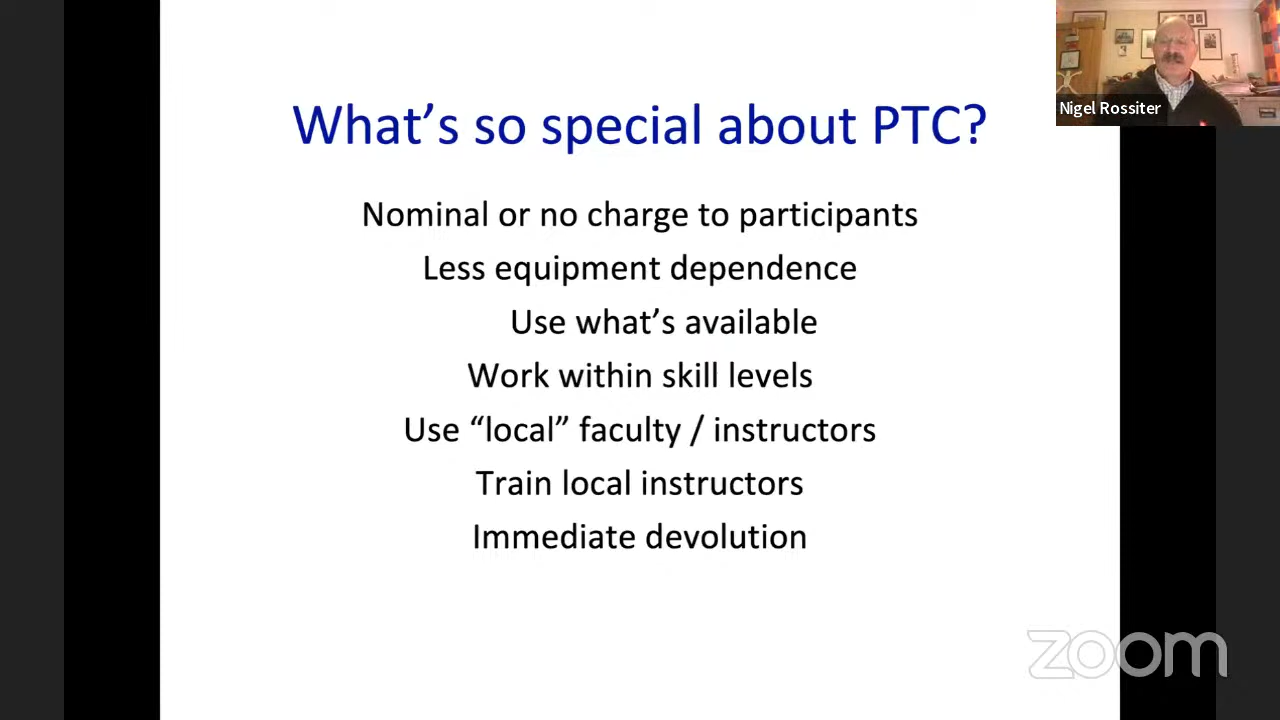 What’s so special about PTC?
Nominal or no charge to participants
Less equipment dependence
Use what’s available
Work within skill levels
Use “local” faculty / instructors
Train local instructors
Immediate devolution
Nigel Rossiter
zoom